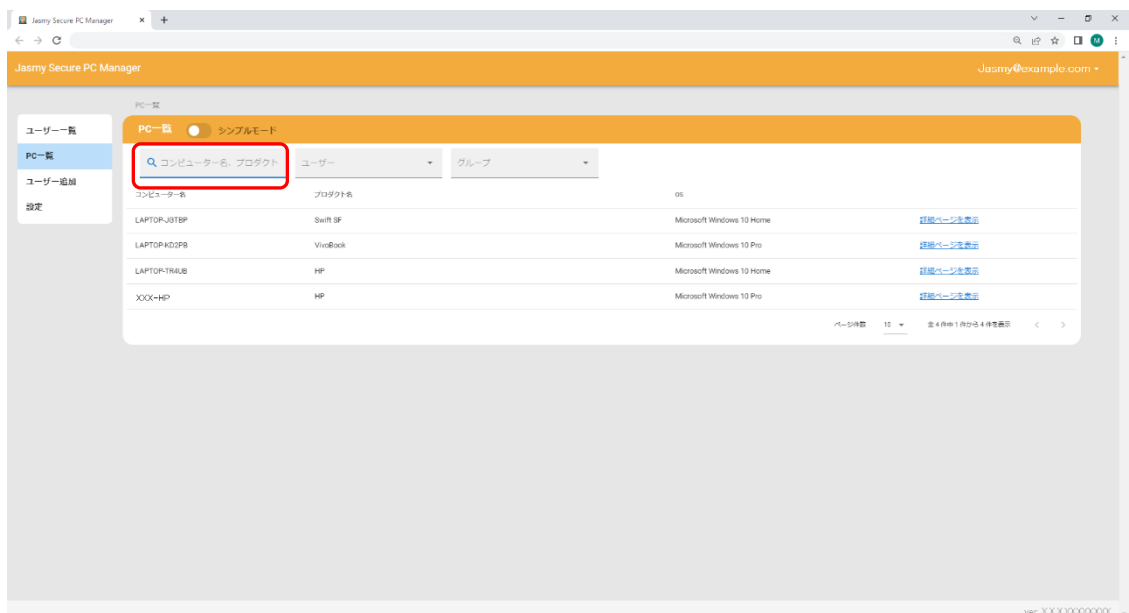 Jasmy Secure PC Manager
M
Jasmy Secure PC Manager
Jasmy@example.com
PC一覧
ユーザー一覧
PC一覧
ユーザー追加
設定
PC一覧 シンプルモード
コンピューター名、プロダクト ユーザー グループ
コンピューター名 プロダクト名 OS
LAPTOP-JGTBP Swift SF Microsoft Windows 10 Home 詳細ページを表示
LAPTOP-KD2PB VivoBook Microsoft Windows 10 Pro 詳細ページを表示
LAPTOP-TR4UB HP Microsoft Windows 10 Home 詳細ページを表示
XXX-HP HP Microsoft Windows 10 Pro 詳細ページを表示
ページ件数 10 全 4 件中 1 件から 4 件を表示